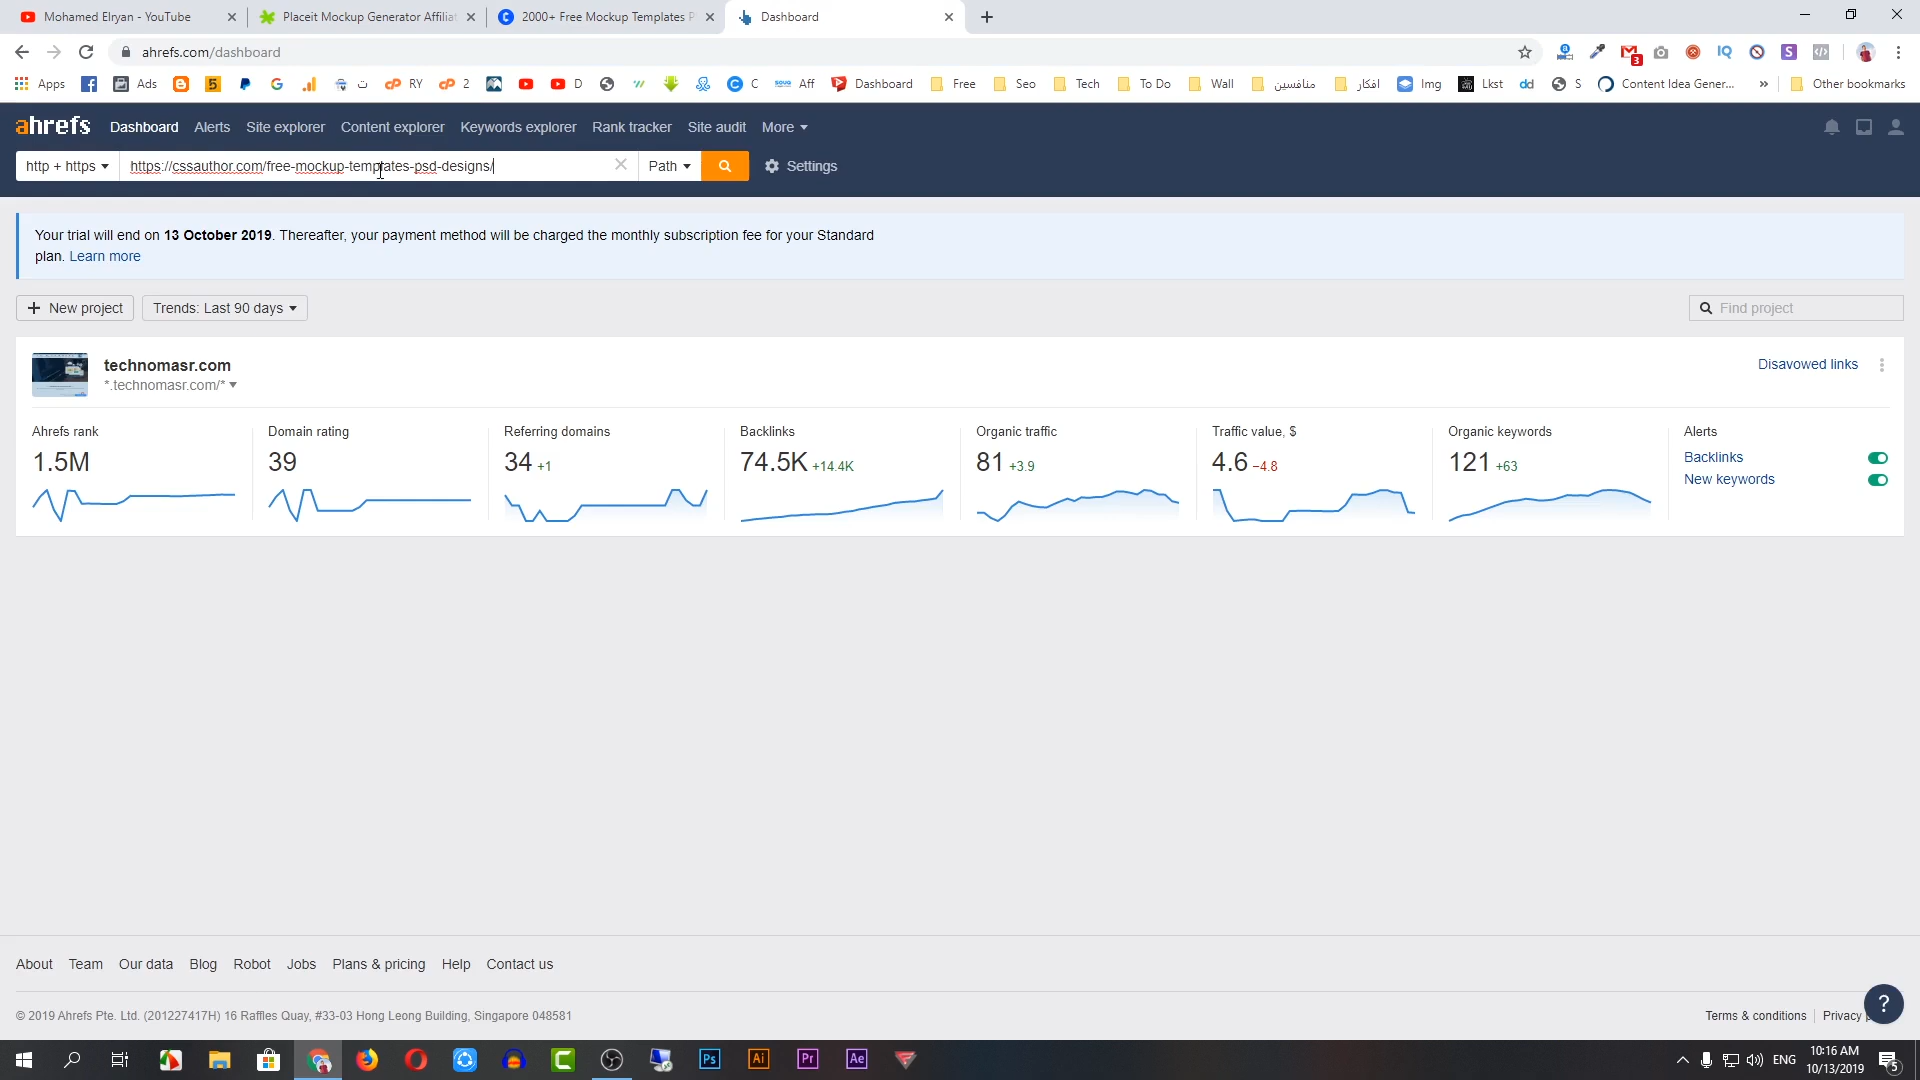 Mohamed Elryan - YouTube
Placeit Mockup Generator Affiliat
2000+ Free Mockup Templates P
Dashboard
ahrefs.com/dashboard
3
Apps
Ads
5
ت
RY
2
D
C
Aff
Dashboard
Free
Seo
Tech
To Do
Wall
منافسين
افكار
Img
Lkst
dd
S
Content Idea Gener...
»
Other bookmarks
ahrefs
Dashboard
Alerts
Site explorer
Content explorer
Keywords explorer
Rank tracker
Site audit
More
http + https
https://cssauthor.com/free-mockup-templates-psd-designs/
Path
Settings
Your trial will end on 13 October 2019. Thereafter, your payment method will be charged the monthly subscription fee for your Standard
plan. Learn more
New project
Trends: Last 90 days
Find project
technomasr.com
*.technomasr.com/*
Disavowed links
Ahrefs rank
1.5M
Domain rating
39
Referring domains
34 +1
Backlinks
74.5K +14.4K
Organic traffic
81 +3.9
Traffic value, $
4.6 –4.8
Organic keywords
121 +63
Alerts
Backlinks
New keywords
About
Team
Our data
Blog
Robot
Jobs
Plans & pricing
Help
Contact us
© 2019 Ahrefs Pte. Ltd. (201227417H) 16 Raffles Quay, #33-03 Hong Leong Building, Singapore 048581
Terms & conditions
Privacy
?
Ps
Ai
Pr
Ae
ENG
10:16 AM
10/13/2019
5